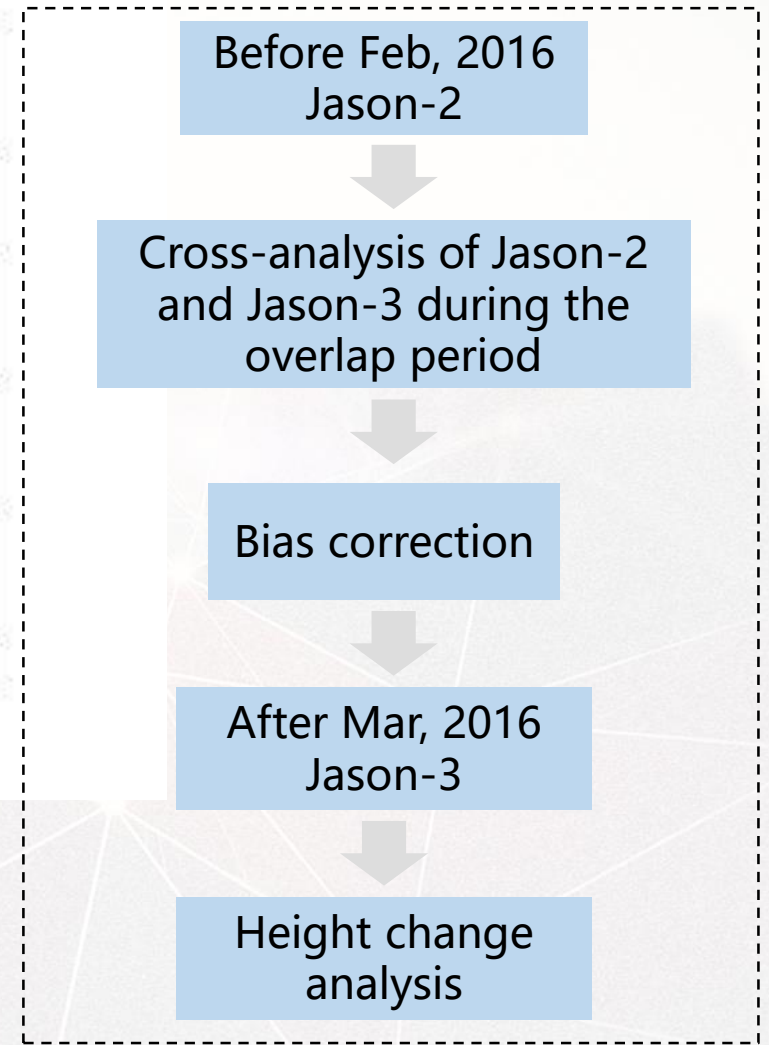 Before Feb, 2016
Jason-2
Cross-analysis of Jason-2
and Jason-3 during the
overlap period
Bias correction
After Mar, 2016
Jason-3
Height change
analysis